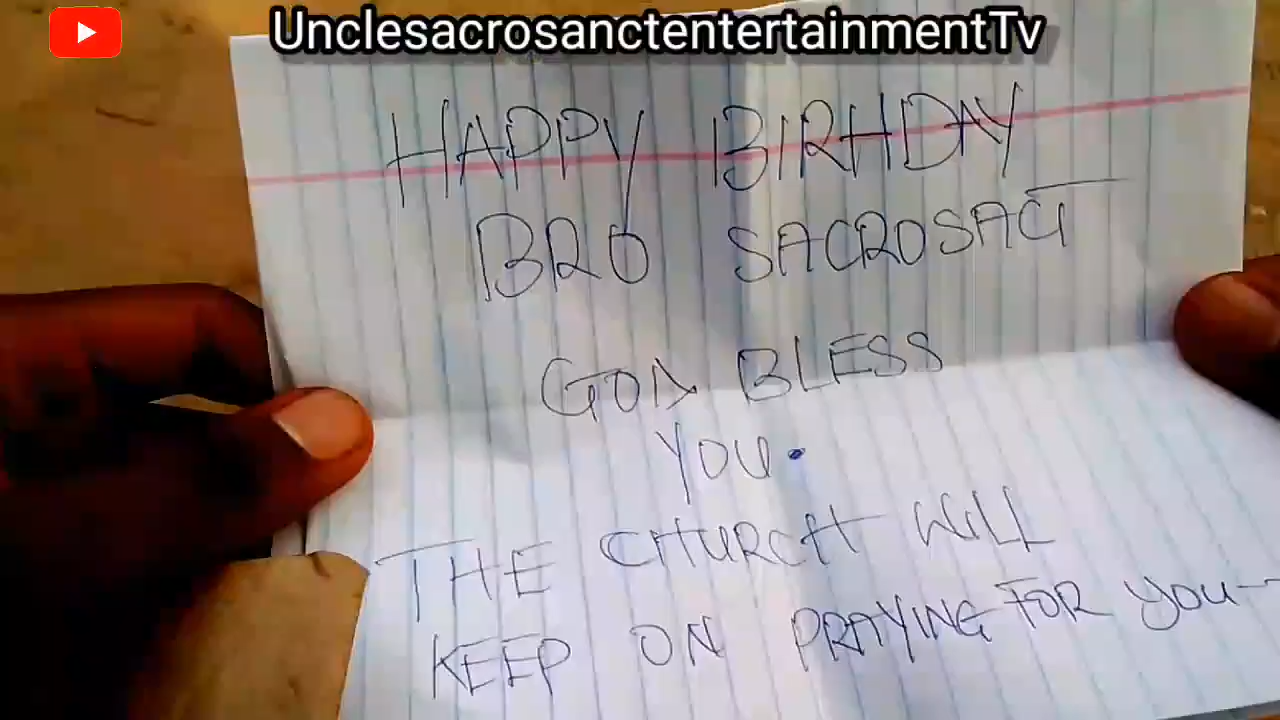 UnclesacrosanctentertainmentTv
HAPPY BIRHDAY
BRO SACROSACT
GOD BLESS
YOU.
THE CHURCH WILL
KEEP ON PRAYING FOR YOU-